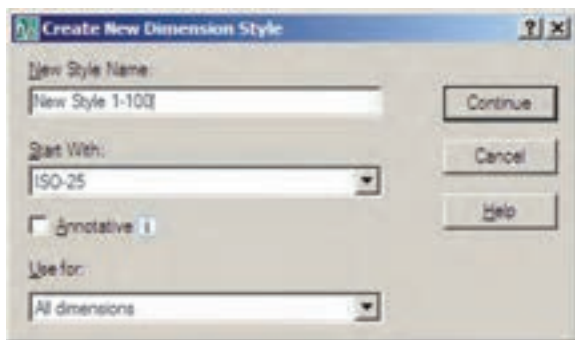 Create New Dimension Style
New Style Name:
New Style 1-100
Continue
Start With:
ISO-25
Cancel
Annotative
Help
Use for:
All dimensions